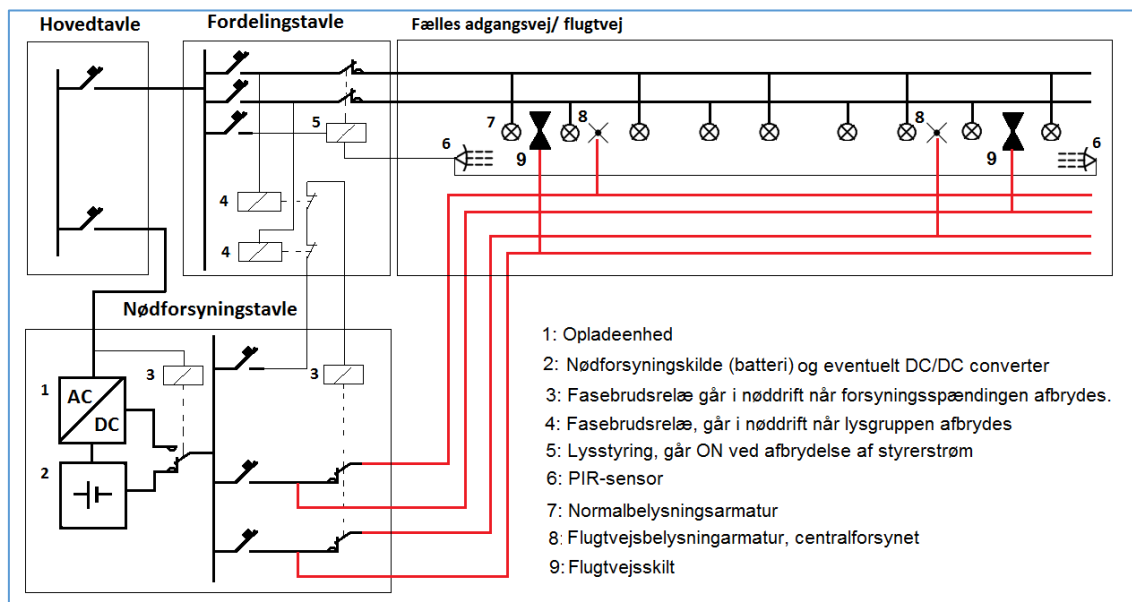 Hovedtavle
Fordelingstavle
Fælles adgangsvej/ flugtvej
5
7
8
8
6
6
9
9
4
4
Nødforsyningstavle
3
3
1
AC
DC
2
1: Opladeenhed
2: Nødforsyningskilde (batteri) og eventuelt DC/DC converter
3: Fasebrudsrelæ går i nøddrift når forsyningsspændingen afbrydes.
4: Fasebrudsrelæ, går i nøddrift når lysgruppen afbrydes
5: Lysstyring, går ON ved afbrydelse af styrerstrøm
6: PIR-sensor
7: Normalbelysningsarmatur
8: Flugtvejsbelysningarmatur, centralforsynet
9: Flugtvejsskilt